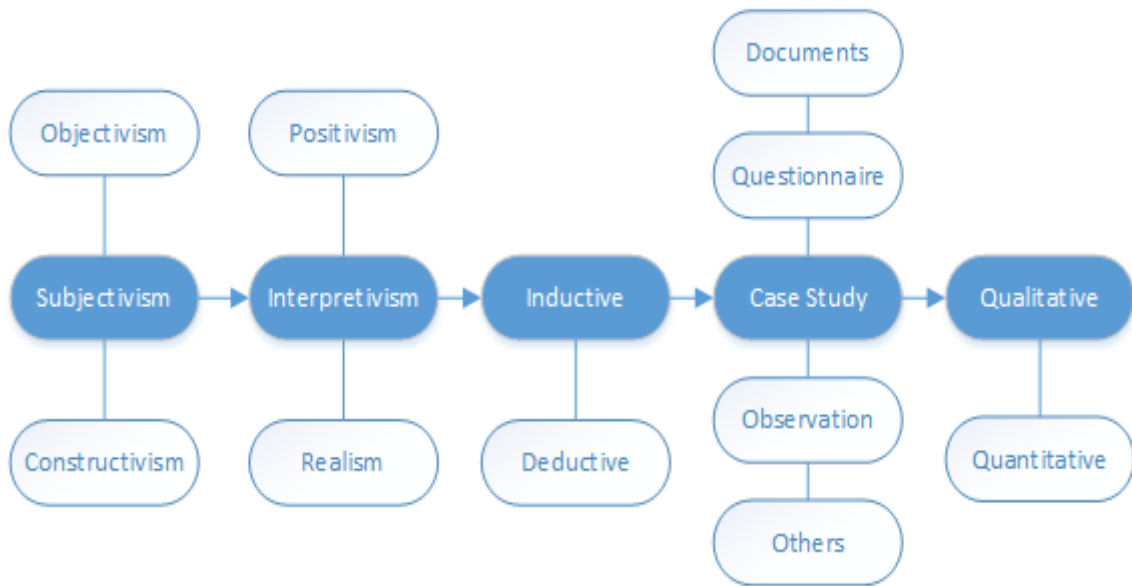 Documents
Objectivism
Positivism
Questionnaire
Subjectivism
Interpretivism
Inductive
Case Study
Qualitative
Observation
Constructivism
Realism
Deductive
Quantitative
Others